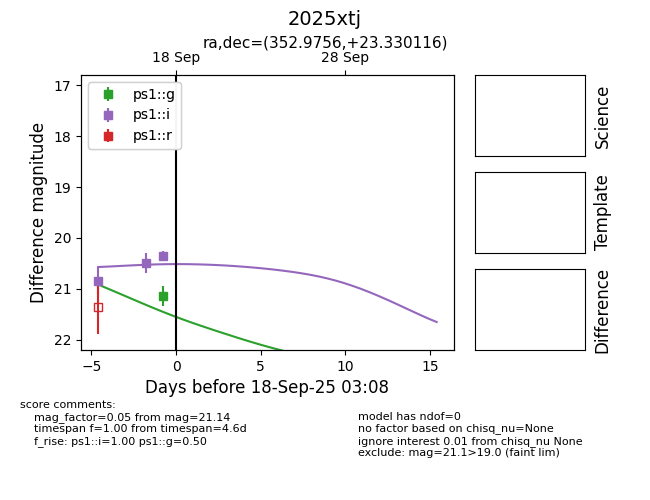 2025xtj
ra,dec=(352.9756,+23.330116)
18 Sep
28 Sep
ps1::g
ps1::i
ps1::r
17
18
19
20
21
22
Difference magnitude
−5
0
5
10
15
Days before 18-Sep-25 03:08
Science
Template
Difference
score comments:
mag_factor=0.05 from mag=21.14
timespan f=1.00 from timespan=4.6d
f_rise: ps1::i=1.00 ps1::g=0.50
model has ndof=0
no factor based on chisq_nu=None
ignore interest 0.01 from chisq_nu None
exclude: mag=21.1>19.0 (faint lim)